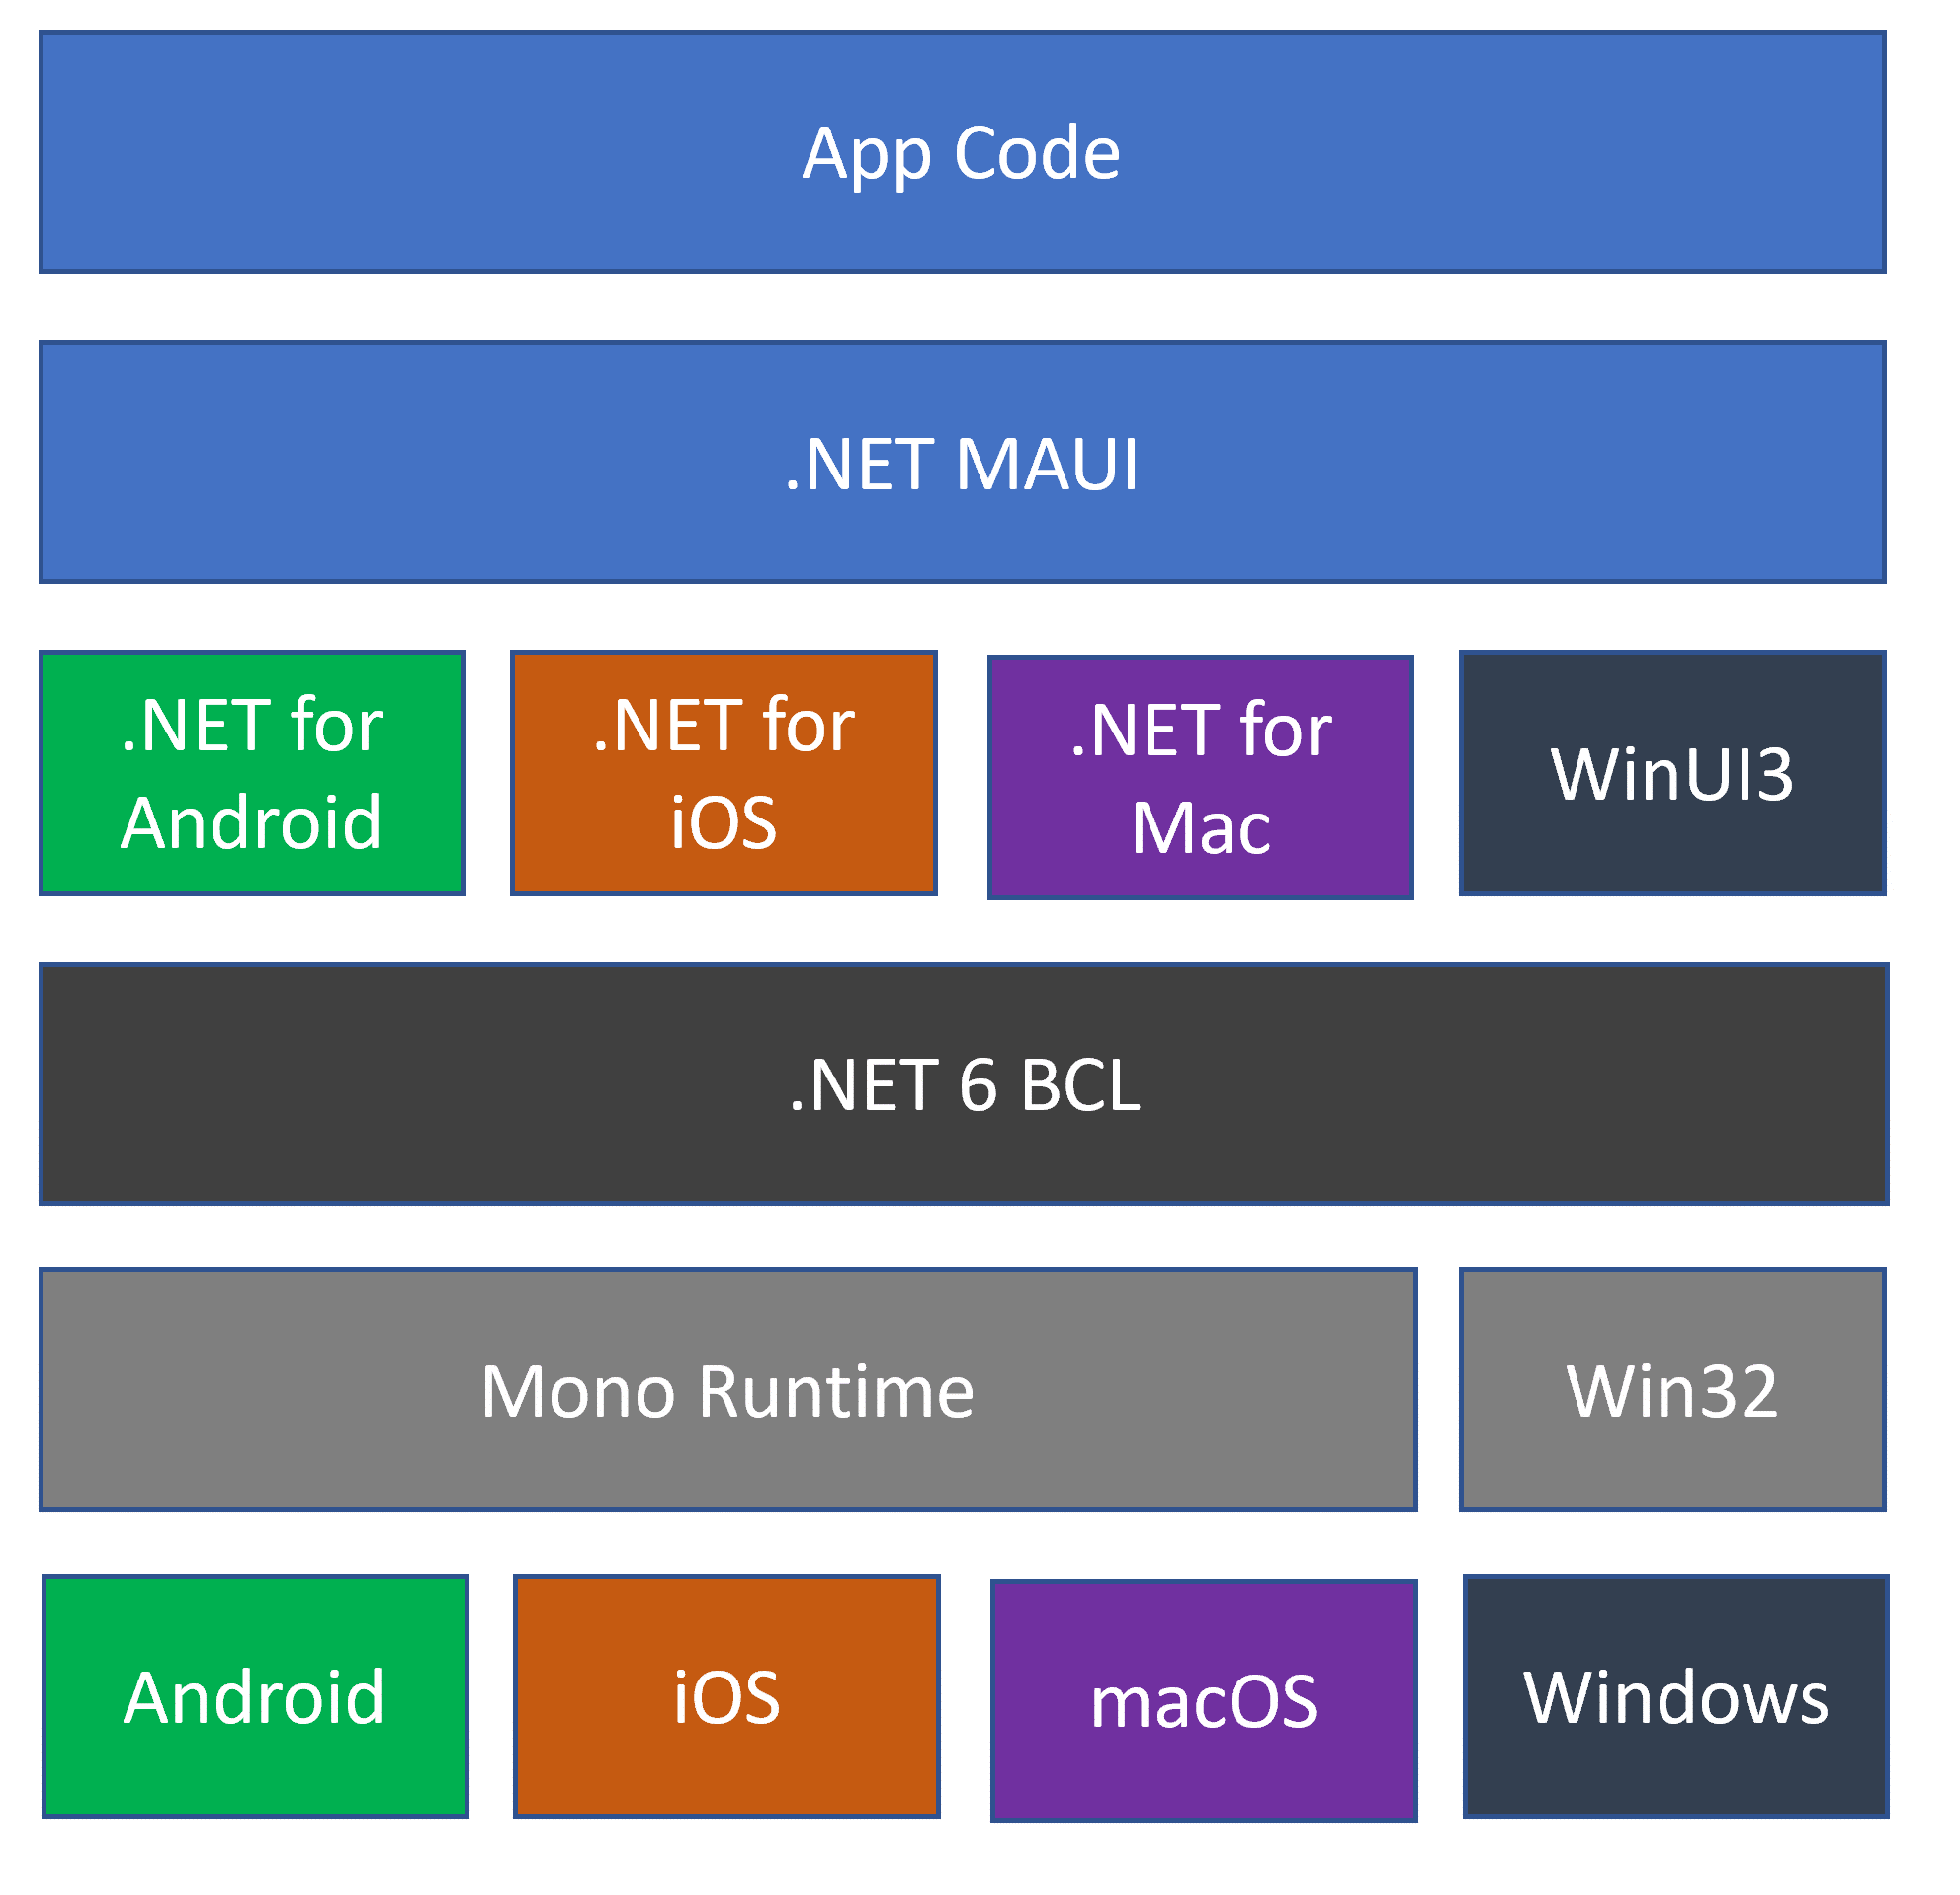 App Code
.NET MAUI
.NET for
Android
.NET for
iOS
.NET for
Mac
WinUI3
.NET 6 BCL
Mono Runtime
Win32
Android
iOS
macOS
Windows